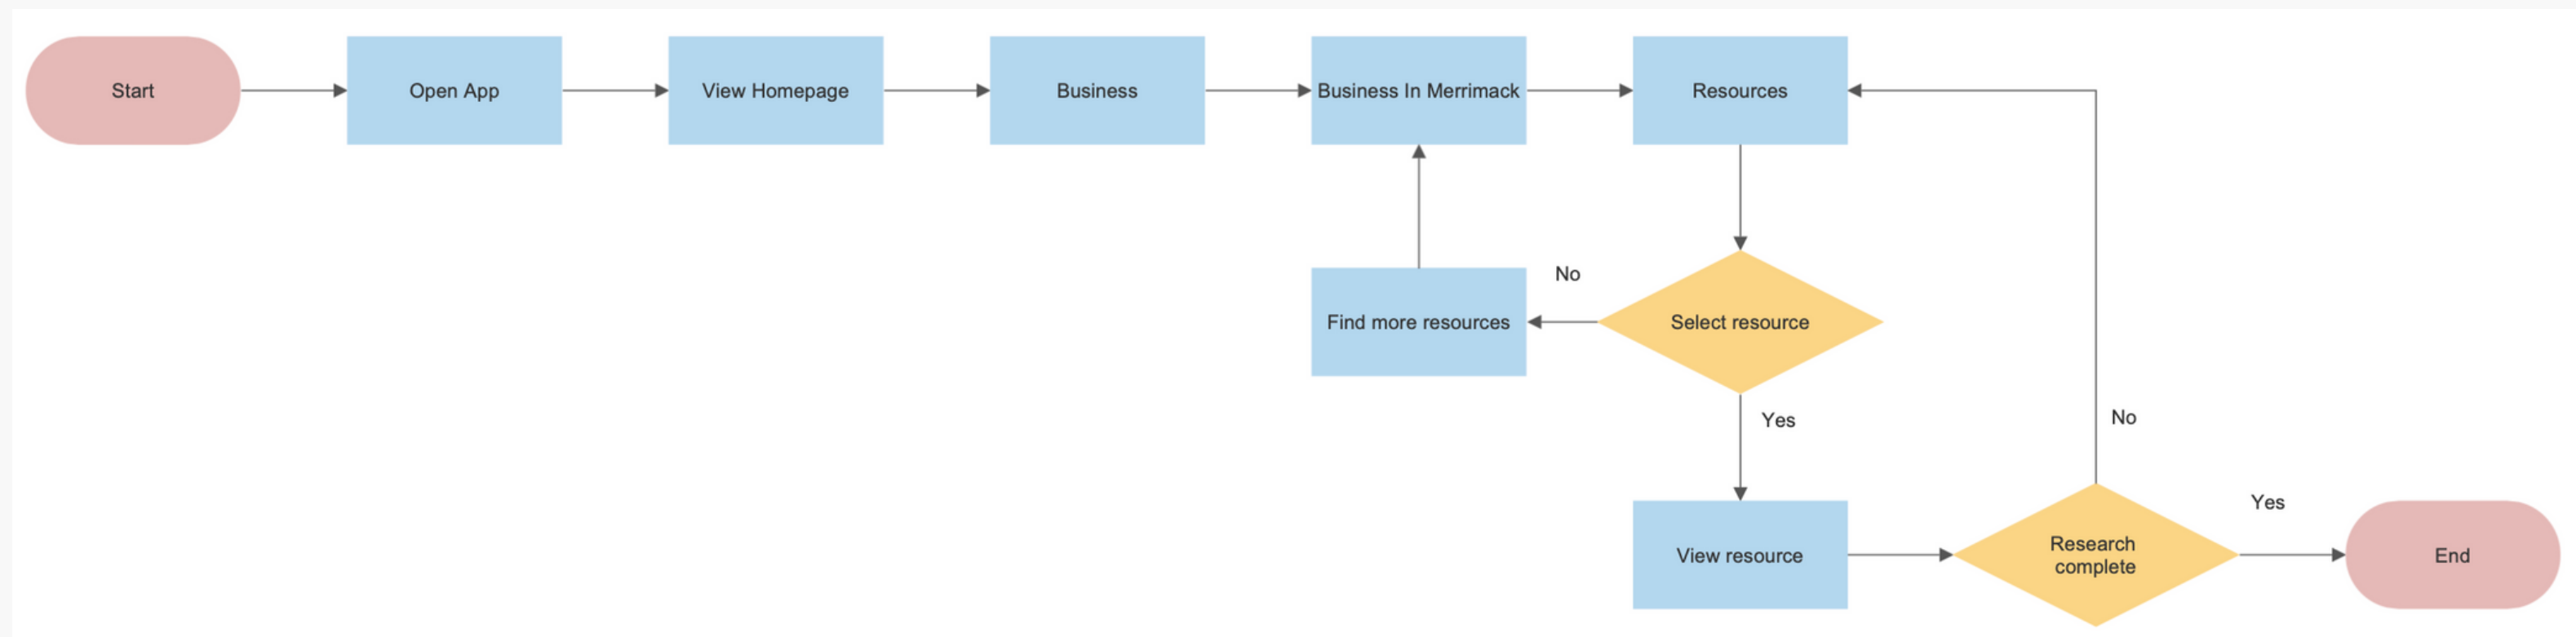 Start
Open App
View Homepage
Business
Business In Merrimack
Resources
No
Find more resources
Select resource
Yes
No
View resource
Research
complete
Yes
End